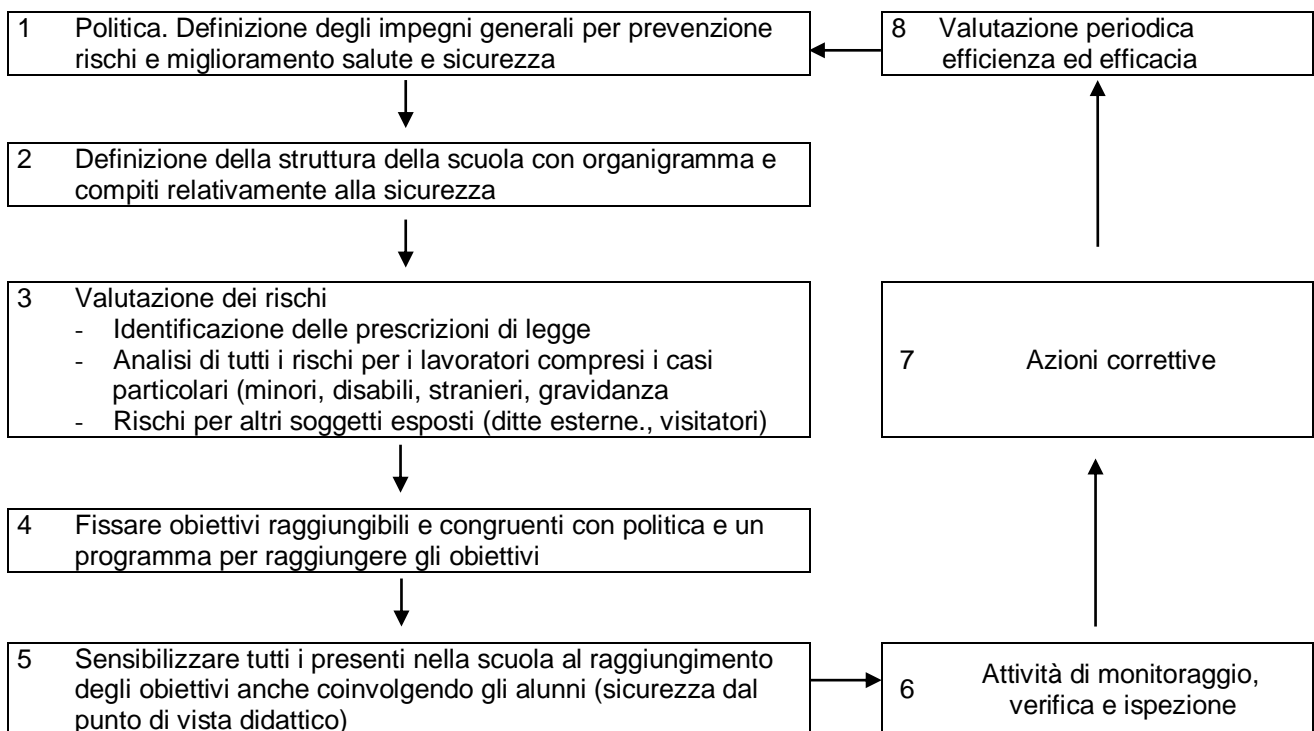 1 Politica. Definizione degli impegni generali per prevenzione
rischi e miglioramento salute e sicurezza
2 Definizione della struttura della scuola con organigramma e
compiti relativamente alla sicurezza
3 Valutazione dei rischi
- Identificazione delle prescrizioni di legge
- Analisi di tutti i rischi per i lavoratori compresi i casi
particolari (minori, disabili, stranieri, gravidanza
- Rischi per altri soggetti esposti (ditte esterne., visitatori)
4 Fissare obiettivi raggiungibili e congruenti con politica e un
programma per raggiungere gli obiettivi
5 Sensibilizzare tutti i presenti nella scuola al raggiungimento
degli obiettivi anche coinvolgendo gli alunni (sicurezza dal
punto di vista didattico)
6 Attività di monitoraggio,
verifica e ispezione
7 Azioni correttive
8 Valutazione periodica
efficienza ed efficacia